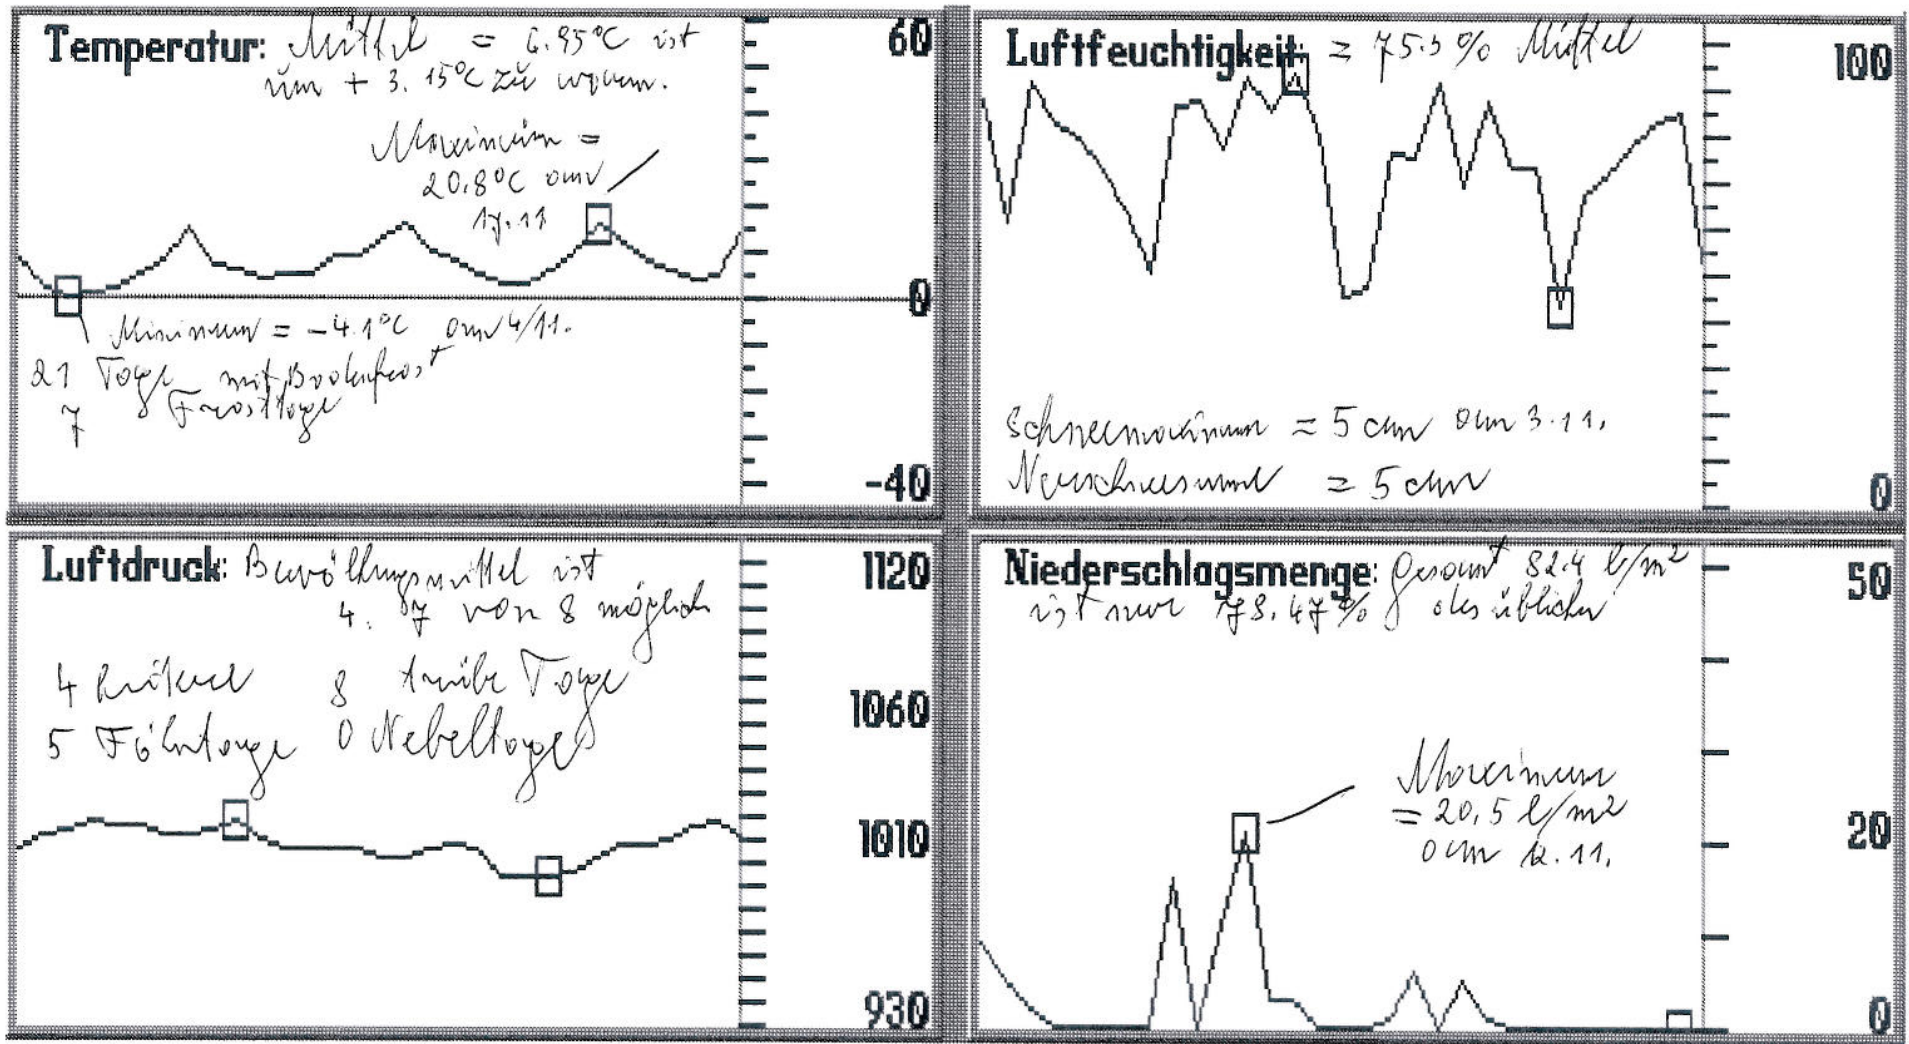 Temperatur: Mittel = 6.95°C ist
um + 3.15°C zu warm.
60
Maximum =
20.8°C am
17.11
0
Minimum = -4.1°C am 4/11.
21 Tage mit Bodenfrost
7 Frosttage
-40
Luftfeuchtigkeit: = 75.5% Mittel
100
Schneemaximum = 5 cm am 3.11.
Neuschneesumme = 5 cm
0
Luftdruck: Bewölkungsmittel ist
4. 7 von 8 möglich
1120
4 heitere 8 trübe Tage
5 Föhntage 0 Nebeltage
1060
1010
930
Niederschlagsmenge: Gesamt 82.4 l/m²
ist nur 78.47% des üblichen
50
Maximum
= 20,5 l/m²
am 12.11.
20
0